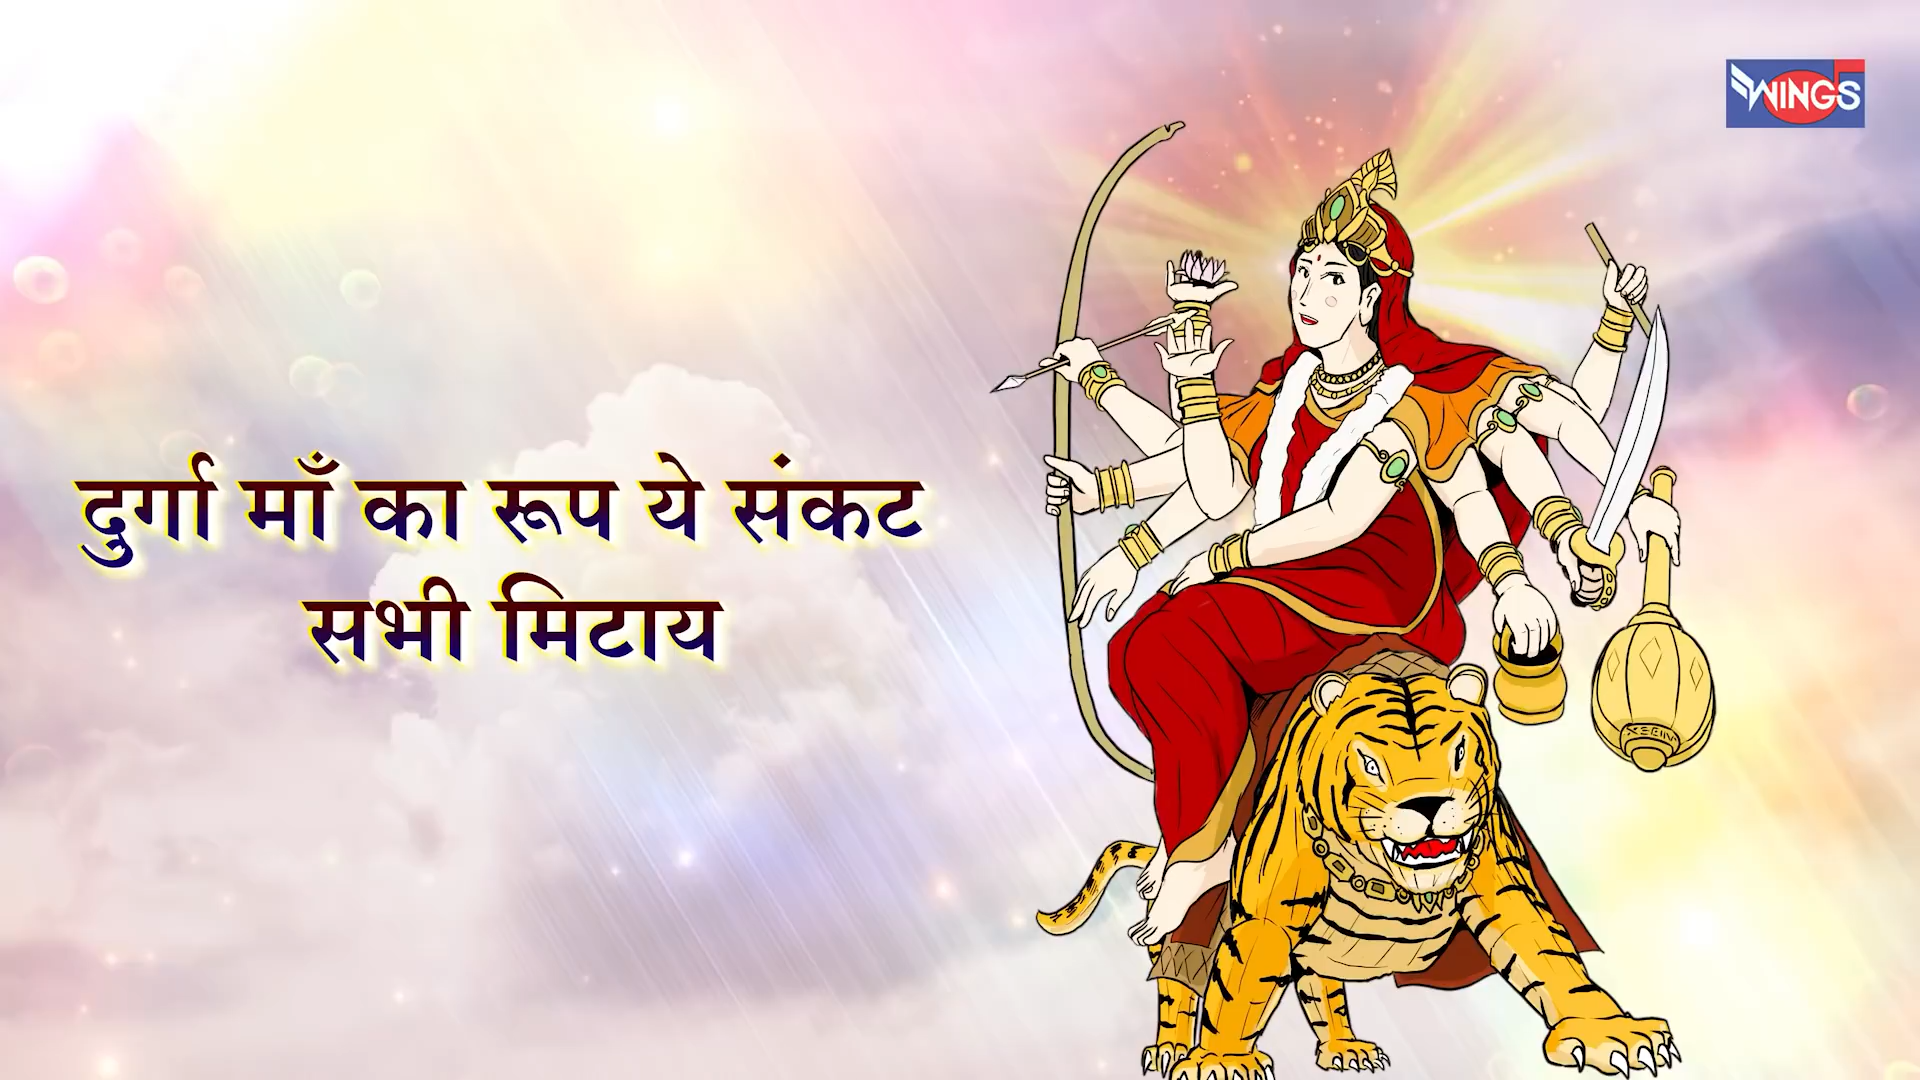 WINGS
दुर्गा माँ का रूप ये संकट
सभी मिटाय